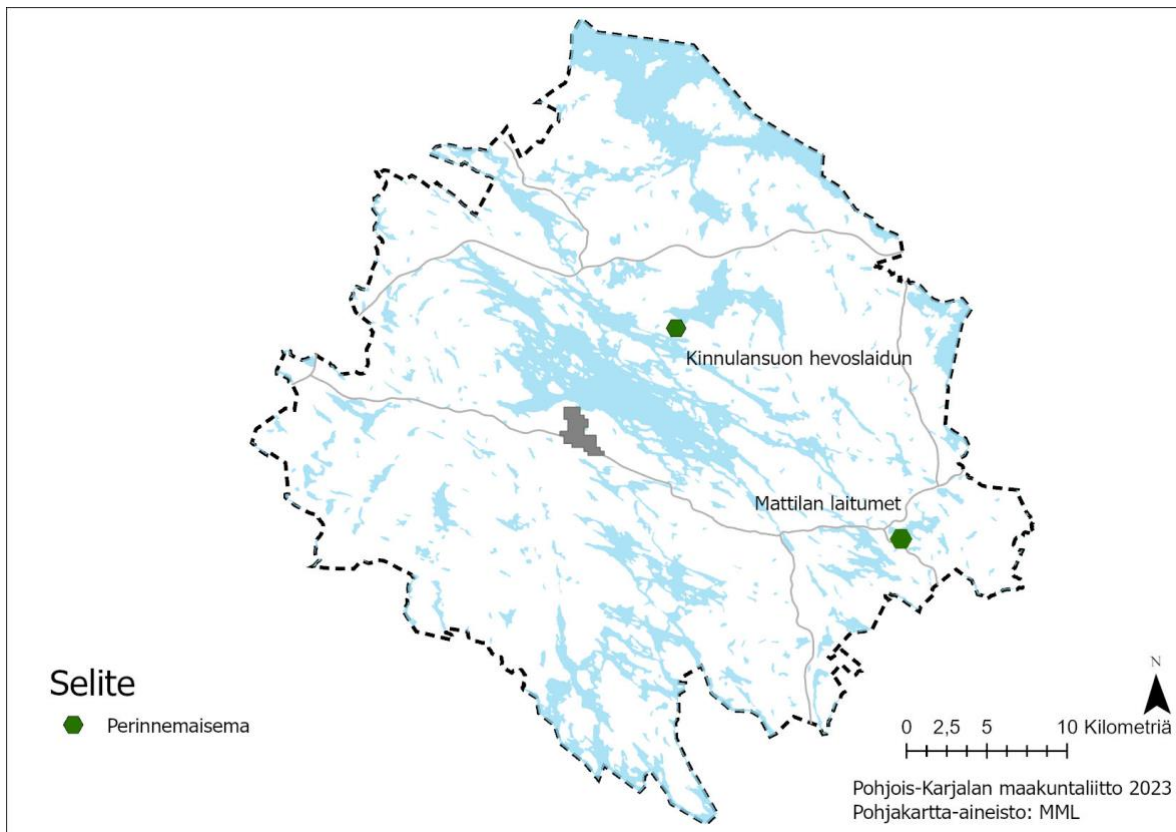 Kinnulansuon hevoslaidun
Mattilan laitumet
Selite
Perinnemaisema
N
0 2,5 5 10 Kilometriä
Pohjois-Karjalan maakuntaliitto 2023
Pohjakartta-aineisto: MML